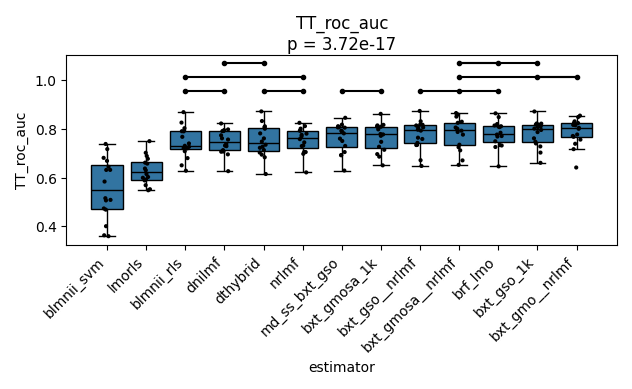 TT_roc_auc
p = 3.72e-17
TT_roc_auc
1.0
0.8
0.6
0.4
blmnii_svm
lmorls
blmnii_rls
dnilmf
dthybrid
nrlmf
md_ss_bxt_gso
bxt_gmosa_1k
bxt_gso__nrlmf
bxt_gmosa__nrlmf
brf_lmo
bxt_gso_1k
bxt_gmo__nrlmf
estimator